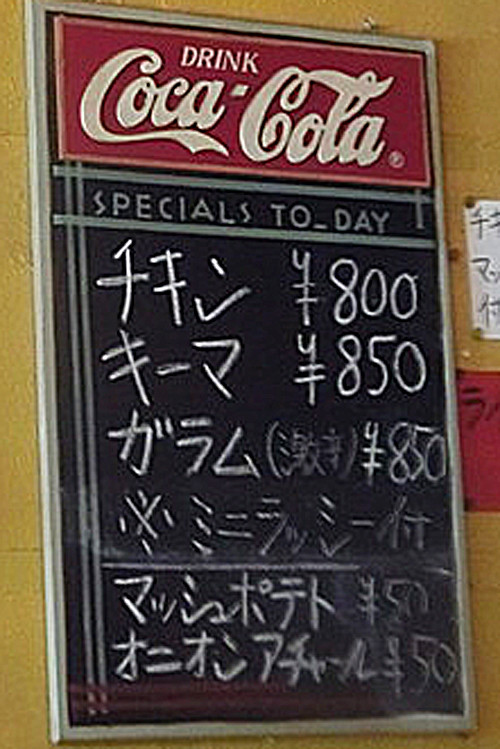 DRINK
Coca-Cola®
SPECIALS TO-DAY
チキン ¥800
キーマ ¥850
ガラム(激辛)¥850
※ミニラッシー付
マッシュポテト ¥50
オニオンアチャール¥50